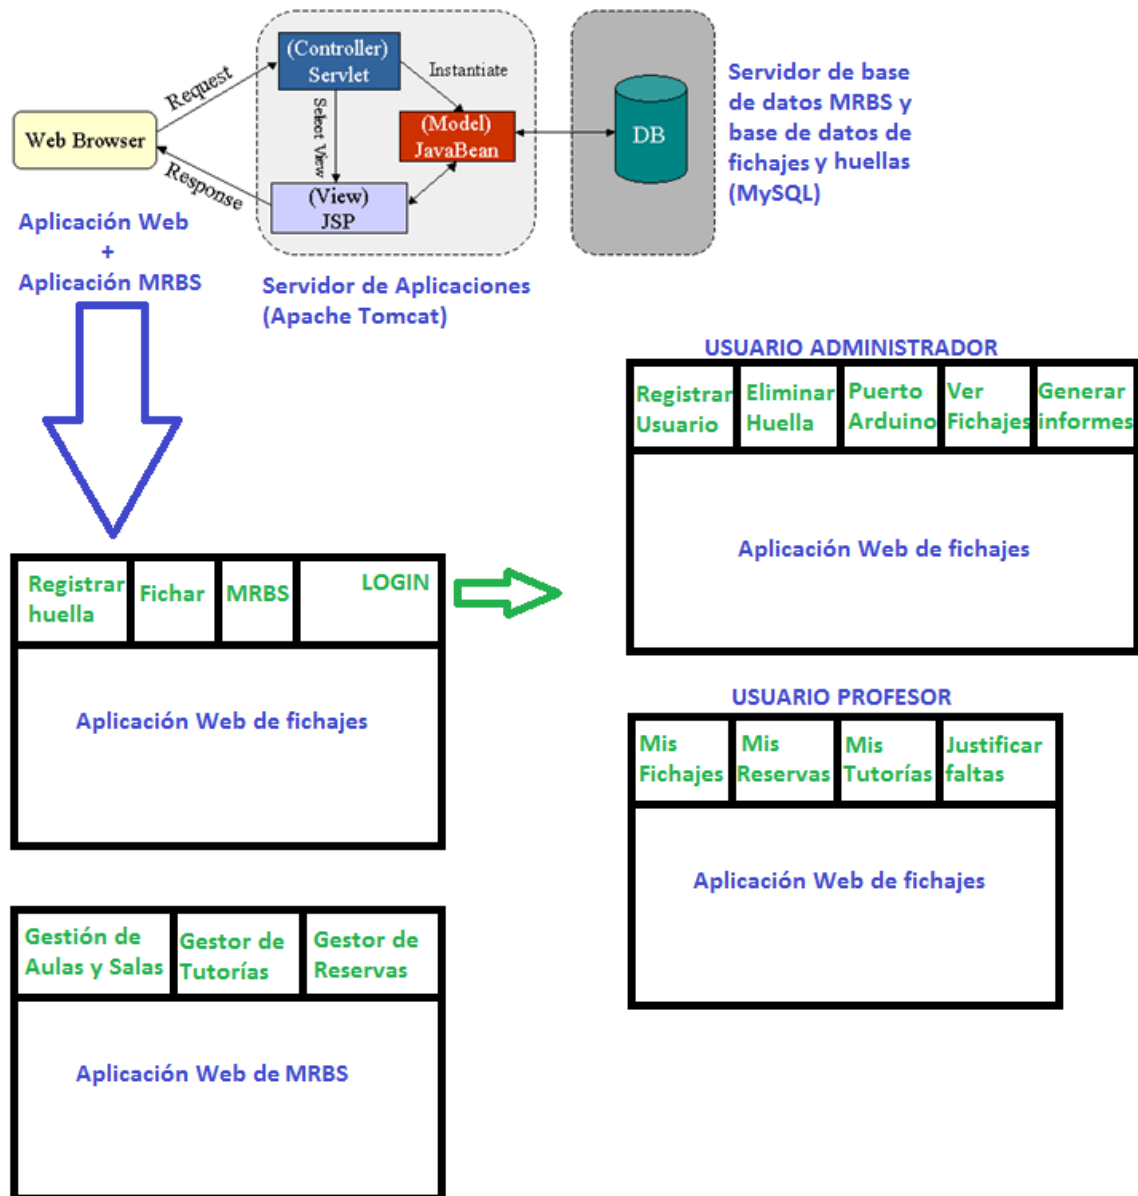 (Controller)
Servlet
Instantiate
Request
Select View
(Model)
JavaBean
Web Browser
Response
(View)
JSP
DB
Servidor de base
de datos MRBS y
base de datos de
fichajes y huellas
(MySQL)
Aplicación Web
+
Aplicación MRBS
Servidor de Aplicaciones
(Apache Tomcat)
USUARIO ADMINISTRADOR
Registrar
Usuario
Eliminar
Huella
Puerto
Arduino
Ver
Fichajes
Generar
informes
Aplicación Web de fichajes
Registrar
huella
Fichar
MRBS
LOGIN
Aplicación Web de fichajes
USUARIO PROFESOR
Mis
Fichajes
Mis
Reservas
Mis
Tutorías
Justificar
faltas
Aplicación Web de fichajes
Gestión de
Aulas y Salas
Gestor de
Tutorías
Gestor de
Reservas
Aplicación Web de MRBS